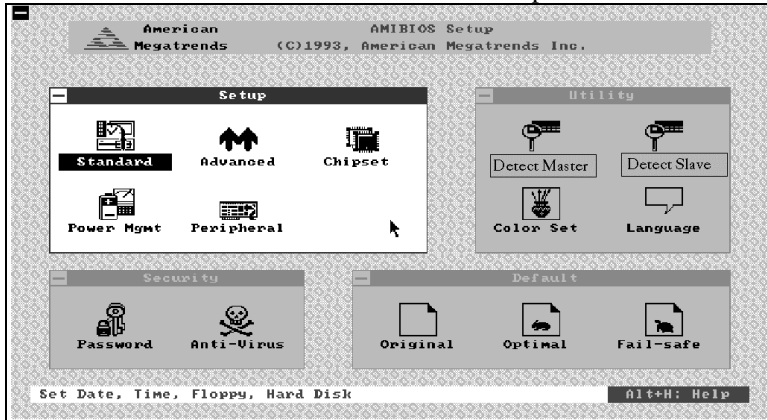 American AMIBIOS Setup
Megatrends (C)1993, American Megatrends Inc.
Setup
Standard Advanced Chipset
Power Mgmt Peripheral
Utility
Detect Master Detect Slave
Color Set Language
Security
Password Anti-Virus
Default
Original Optimal Fail-safe
Set Date, Time, Floppy, Hard Disk Alt+H: Help